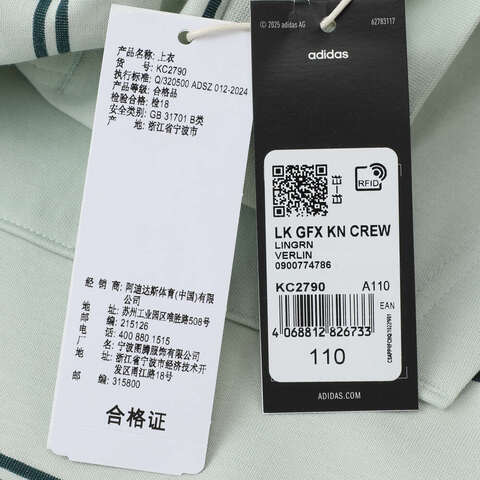 产品名称: 上衣
货 号: KC2790
执行标准: Q/320500 ADSZ 012-2024
产品等级: 合格品
检验合格: 检18
安全类别: GB 31701 B类
产 地: 浙江省宁波市
经 销 商: 阿迪达斯体育(中国)有限
公司
地 址: 苏州工业园区唯胜路508号
邮 编: 215126
电 话: 400 880 1515
厂 名: 宁波圉腾服饰有限公司
地 址: 浙江省宁波市经济技术开
发区甬江路18号
邮 编: 315800
合格证
© 2025 adidas AG
62783117
adidas
RFID
LK GFX KN CREW
LINGRN
VERLIN
0900774786
KC2790 A110
EAN
4 068812 826733
110
ADIDAS.COM